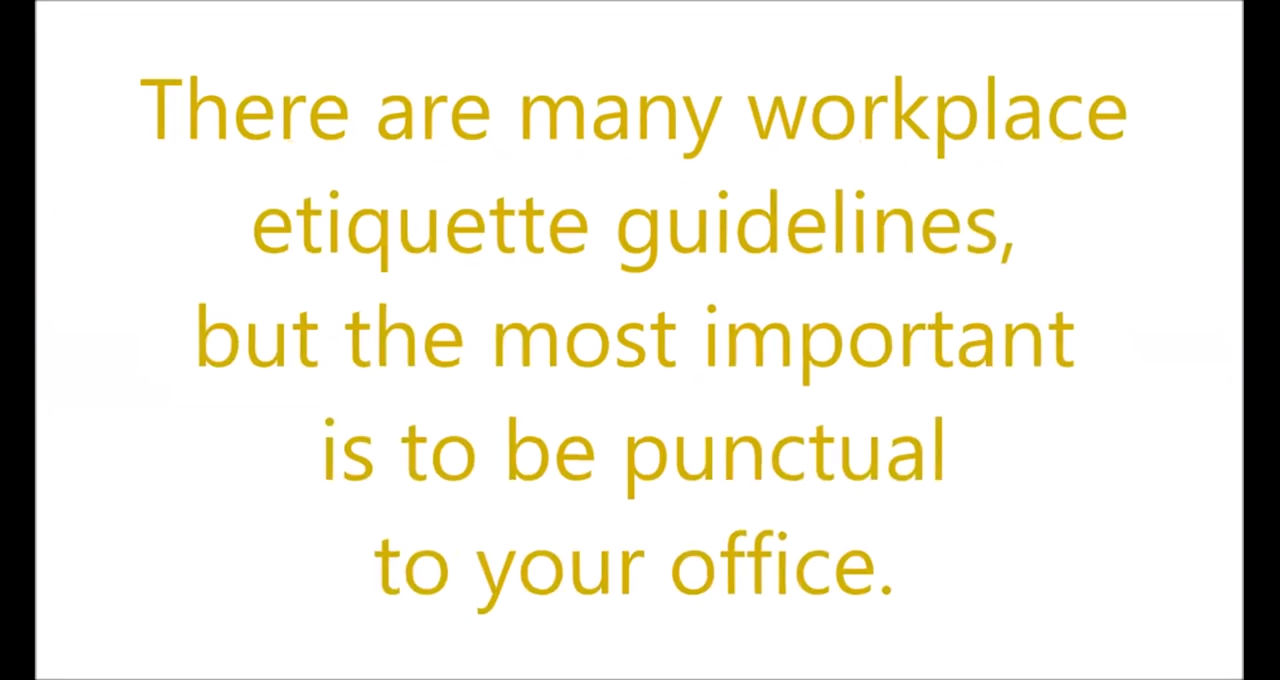 There are many workplace
etiquette guidelines,
but the most important
is to be punctual
to your office.